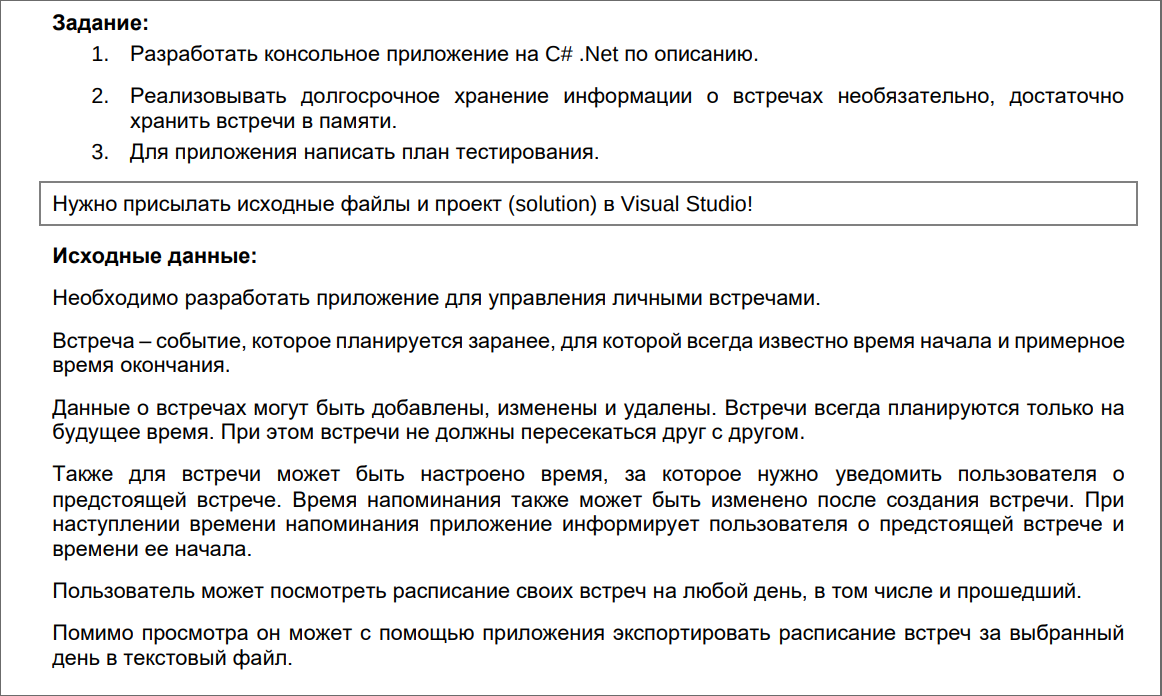 Задание:
1. Разработать консольное приложение на C# .Net по описанию.
2. Реализовывать долгосрочное хранение информации о встречах необязательно, достаточно
хранить встречи в памяти.
3. Для приложения написать план тестирования.
Нужно присылать исходные файлы и проект (solution) в Visual Studio!
Исходные данные:
Необходимо разработать приложение для управления личными встречами.
Встреча – событие, которое планируется заранее, для которой всегда известно время начала и примерное
время окончания.
Данные о встречах могут быть добавлены, изменены и удалены. Встречи всегда планируются только на
будущее время. При этом встречи не должны пересекаться друг с другом.
Также для встречи может быть настроено время, за которое нужно уведомить пользователя о
предстоящей встрече. Время напоминания также может быть изменено после создания встречи. При
наступлении времени напоминания приложение информирует пользователя о предстоящей встрече и
времени ее начала.
Пользователь может посмотреть расписание своих встреч на любой день, в том числе и прошедший.
Помимо просмотра он может с помощью приложения экспортировать расписание встреч за выбранный
день в текстовый файл.